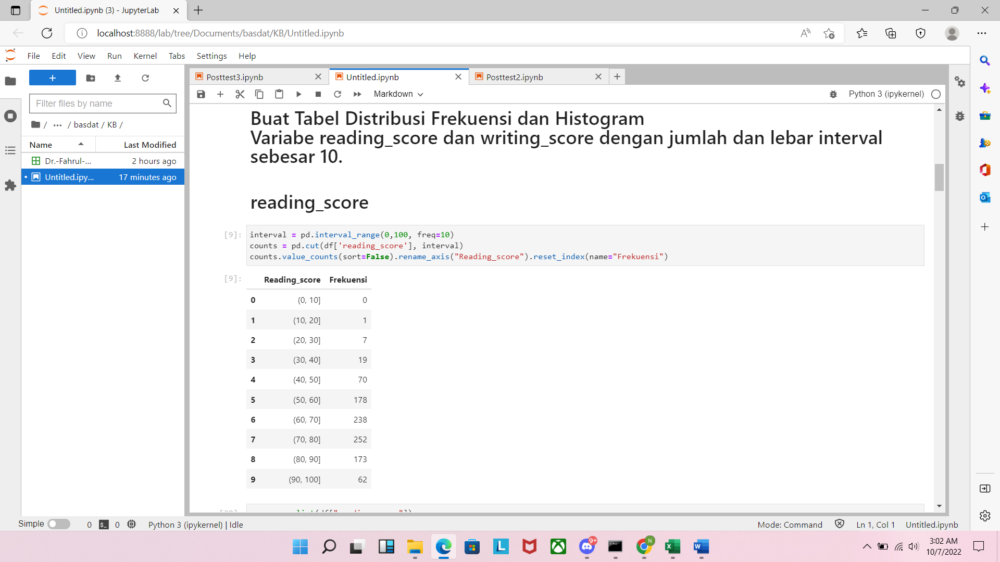 Untitled.ipynb (3) - JupyterLab
localhost:8888/lab/tree/Documents/basdat/KB/Untitled.ipynb
File Edit View Run Kernel Tabs Settings Help
Posttest3.ipynb Untitled.ipynb Posttest2.ipynb
Markdown Python 3 (ipykernel)
Filter files by name
/ ... / basdat / KB /
Name Last Modified
Dr.-Fahrul-... 2 hours ago
Untitled.ipy... 17 minutes ago
Buat Tabel Distribusi Frekuensi dan Histogram
Variabe reading_score dan writing_score dengan jumlah dan lebar interval
sebesar 10.
reading_score
[9]: interval = pd.interval_range(0,100, freq=10)
counts = pd.cut(df['reading_score'], interval)
counts.value_counts(sort=False).rename_axis("Reading_score").reset_index(name="Frekuensi")
[9]: Reading_score Frekuensi
0 (0, 10] 0
1 (10, 20] 1
2 (20, 30] 7
3 (30, 40] 19
4 (40, 50] 70
5 (50, 60] 178
6 (60, 70] 238
7 (70, 80] 252
8 (80, 90] 173
9 (90, 100] 62
Simple 0 $_ 0 Python 3 (ipykernel) | Idle Mode: Command Ln 1, Col 1 Untitled.ipynb
9+ N
3:02 AM
10/7/2022